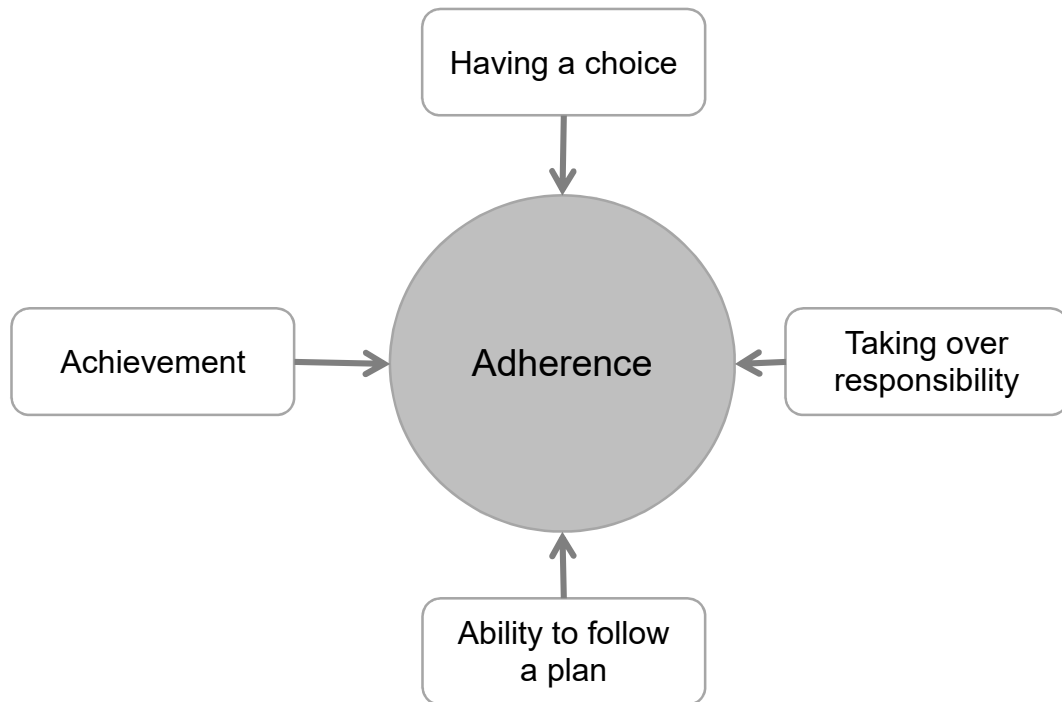 Having a choice
Achievement
Adherence
Taking over
responsibility
Ability to follow
a plan